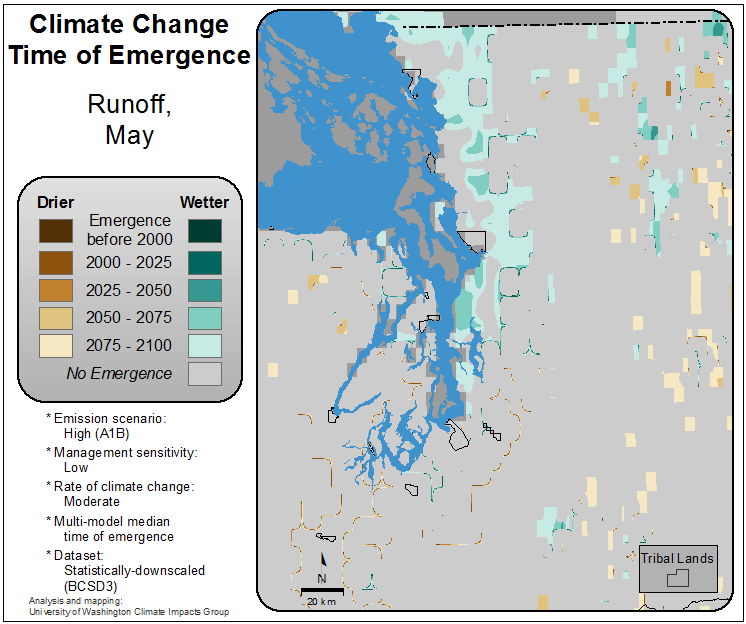 Climate Change
Time of Emergence
Runoff,
May
Drier
Wetter
Emergence
before 2000
2000 - 2025
2025 - 2050
2050 - 2075
2075 - 2100
No Emergence
* Emission scenario:
High (A1B)
* Management sensitivity:
Low
* Rate of climate change:
Moderate
* Multi-model median
time of emergence
* Dataset:
Statistically-downscaled
(BCSD3)
Analysis and mapping:
University of Washington Climate Impacts Group
N
20 km
Tribal Lands